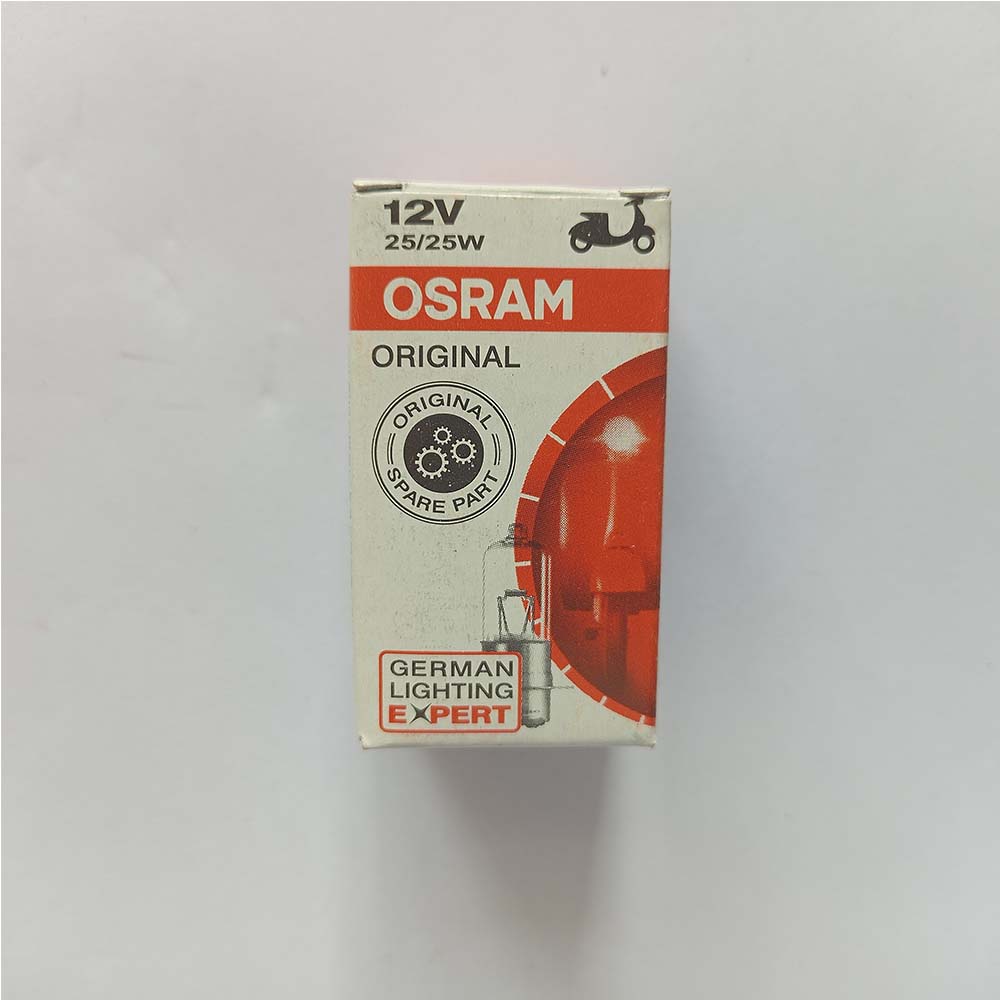 12V
25/25W
OSRAM
ORIGINAL
ORIGINAL
SPARE PART
GERMAN
LIGHTING
EXPERT